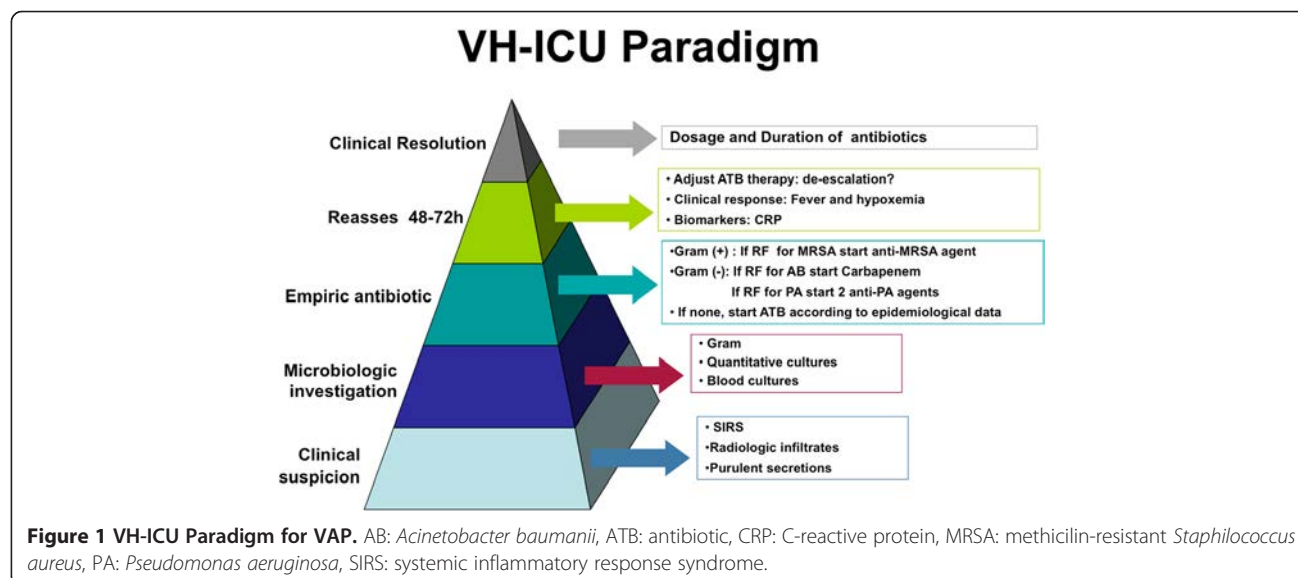 VH-ICU Paradigm
Clinical Resolution
Dosage and Duration of antibiotics
Reasses 48-72h
• Adjust ATB therapy: de-escalation?
• Clinical response: Fever and hypoxemia
• Biomarkers: CRP
Empiric antibiotic
•Gram (+) : If RF for MRSA start anti-MRSA agent
•Gram (-): If RF for AB start Carbapenem
If RF for PA start 2 anti-PA agents
• If none, start ATB according to epidemiological data
Microbiologic
investigation
• Gram
• Quantitative cultures
• Blood cultures
Clinical
suspicion
• SIRS
•Radiologic infiltrates
•Purulent secretions
Figure 1 VH-ICU Paradigm for VAP. AB: Acinetobacter baumanii, ATB: antibiotic, CRP: C-reactive protein, MRSA: methicilin-resistant Staphilococcus
aureus, PA: Pseudomonas aeruginosa, SIRS: systemic inflammatory response syndrome.